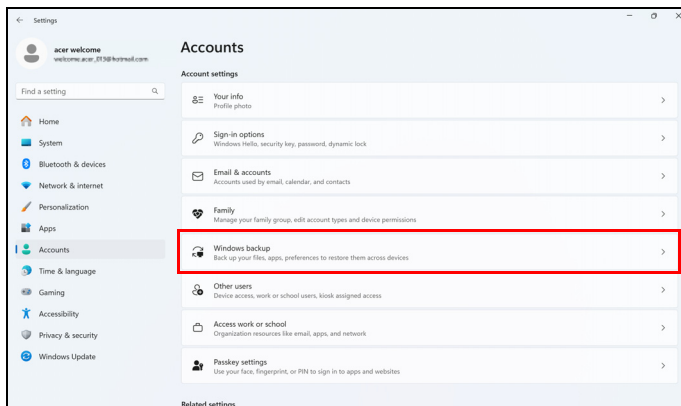 Settings
acer welcome
Find a setting
Home
System
Bluetooth & devices
Network & internet
Personalization
Apps
Accounts
Time & language
Gaming
Accessibility
Privacy & security
Windows Update
Accounts
Account settings
Your info
Profile photo
Sign-in options
Windows Hello, security key, password, dynamic lock
Email & accounts
Accounts used by email, calendar, and contacts
Family
Manage your family group, edit account types and device permissions
Windows backup
Back up your files, apps, preferences to restore them across devices
Other users
Device access, work or school users, kiosk assigned access
Access work or school
Organization resources like email, apps, and network
Passkey settings
Use your face, fingerprint, or PIN to sign in to apps and websites
Related settings